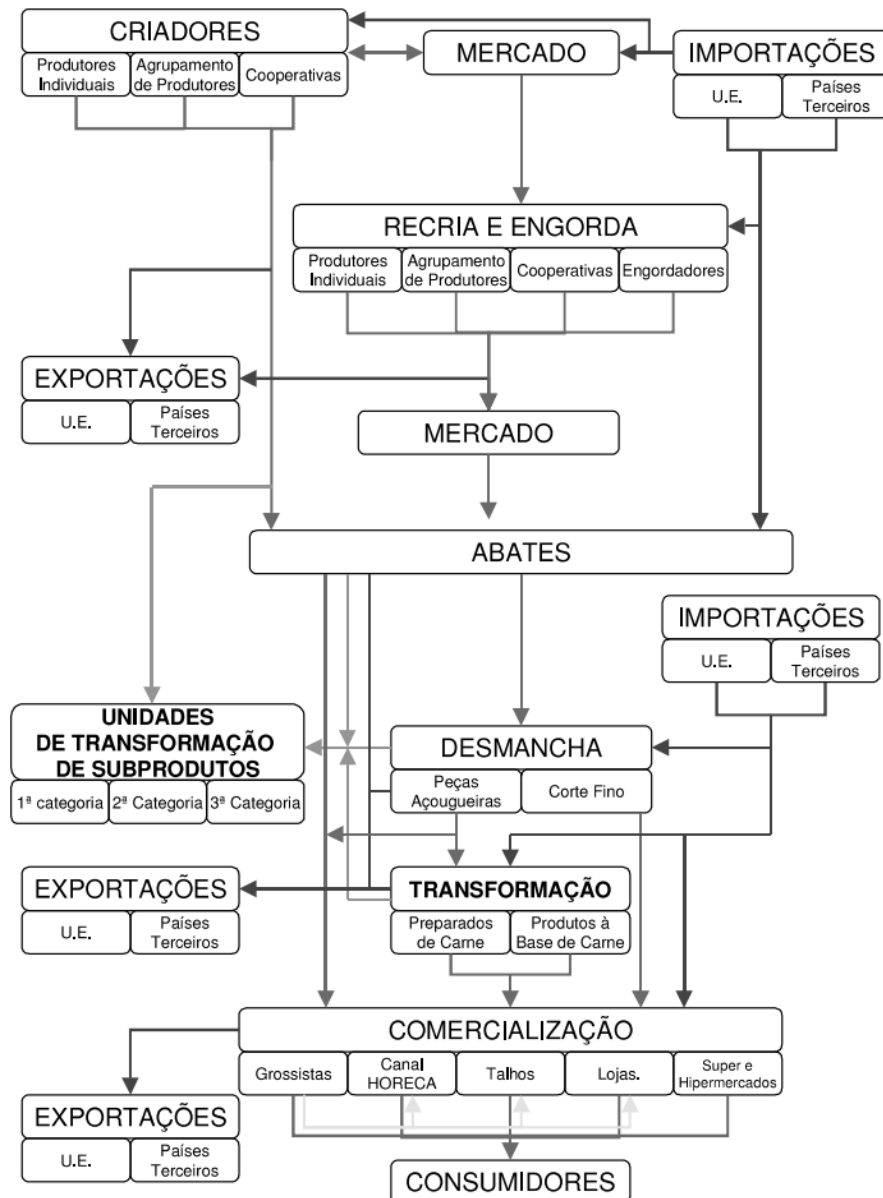 CRIADORES
Produtores
Individuais
Agrupamento
de Produtores
Cooperativas
MERCADO
IMPORTAÇÕES
U.E.
Países
Terceiros
RECRIA E ENGORDA
Produtores
Individuais
Agrupamento
de Produtores
Cooperativas
Engordadores
EXPORTAÇÕES
U.E.
Países
Terceiros
MERCADO
ABATES
IMPORTAÇÕES
U.E.
Países
Terceiros
UNIDADES
DE TRANSFORMAÇÃO
DE SUBPRODUTOS
1ª categoria
2ª Categoria
3ª Categoria
DESMANCHA
Peças
Açougueiras
Corte Fino
EXPORTAÇÕES
U.E.
Países
Terceiros
TRANSFORMAÇÃO
Preparados
de Carne
Produtos à
Base de Carne
COMERCIALIZAÇÃO
Grossistas
Canal
HORECA
Talhos
Lojas.
Super e
Hipermercados
EXPORTAÇÕES
U.E.
Países
Terceiros
CONSUMIDORES